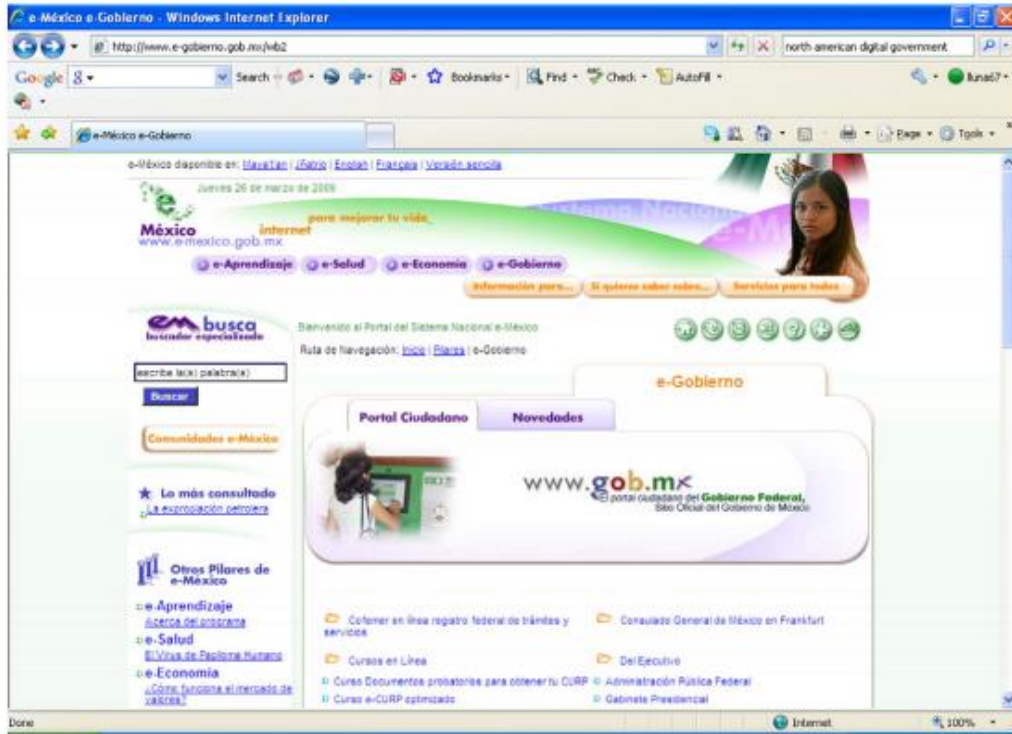 e-México e-Gobierno - Windows Internet Explorer
http://www.e-gobierno.gob.mx/wb2
north american digital government
Google
Search
Bookmarks
Find
Check
AutoFill
lluna67
e-México e-Gobierno
Page
Tools
e-México disponible en: Mayatan | Jñatrio | English | Français | Versión sencilla
Jueves 26 de marzo de 2009
México
www.e-mexico.gob.mx
internet
para mejorar tu vida
Sistema Nacional
e-M
e-Aprendizaje
e-Salud
e-Economía
e-Gobierno
Información para...
Si quieres saber sobre...
Servicios para todos
em busca
buscador especializado
Bienvenido al Portal del Sistema Nacional e-México
Ruta de Navegación: Inicio | Pilares | e-Gobierno
escribe la(s) palabra(s)
Buscar
e-Gobierno
Portal Ciudadano
Novedades
Comunidades e-México
www.gob.mx
El portal ciudadano del Gobierno Federal,
Sitio Oficial del Gobierno de México
Lo más consultado
La expropiación petrolera
Otros Pilares de
e-México
e-Aprendizaje
Acerca del programa
e-Salud
El Virus de Papiloma Humano
e-Economía
¿Cómo funciona el mercado de
valores?
Cofemer en línea registro federal de trámites y
servicios
Consulado General de México en Frankfurt
Cursos en Línea
Del Ejecutivo
Curso Documentos probatorios para obtener tu CURP
Administración Pública Federal
Curso e-CURP optimizado
Gabinete Presidencial
Done
Internet
100%